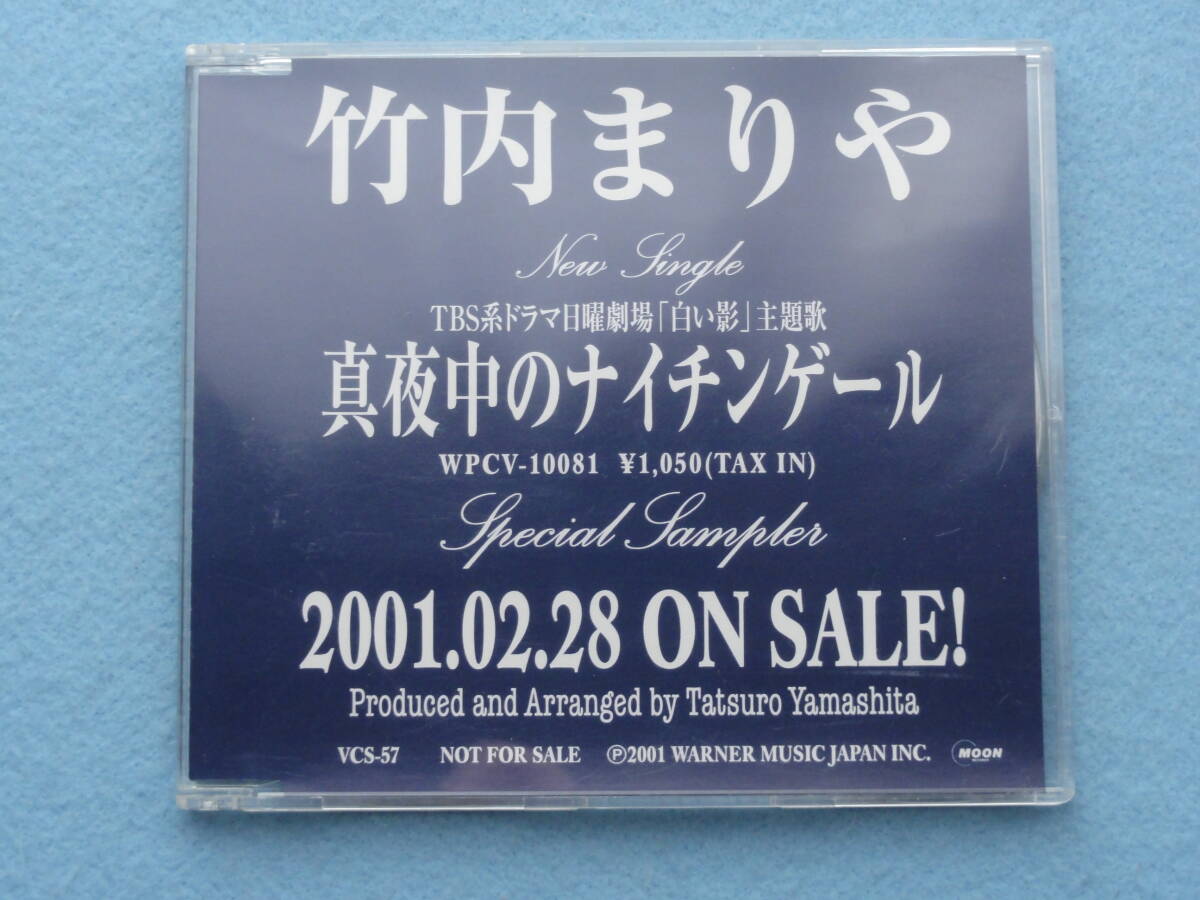 竹内まりや
New Single
TBS系ドラマ日曜劇場「白い影」主題歌
真夜中のナイチンゲール
WPCV-10081 ¥1,050(TAX IN)
Special Sampler
2001.02.28 ON SALE!
Produced and Arranged by Tatsuro Yamashita
VCS-57 NOT FOR SALE ℗2001 WARNER MUSIC JAPAN INC. MOON